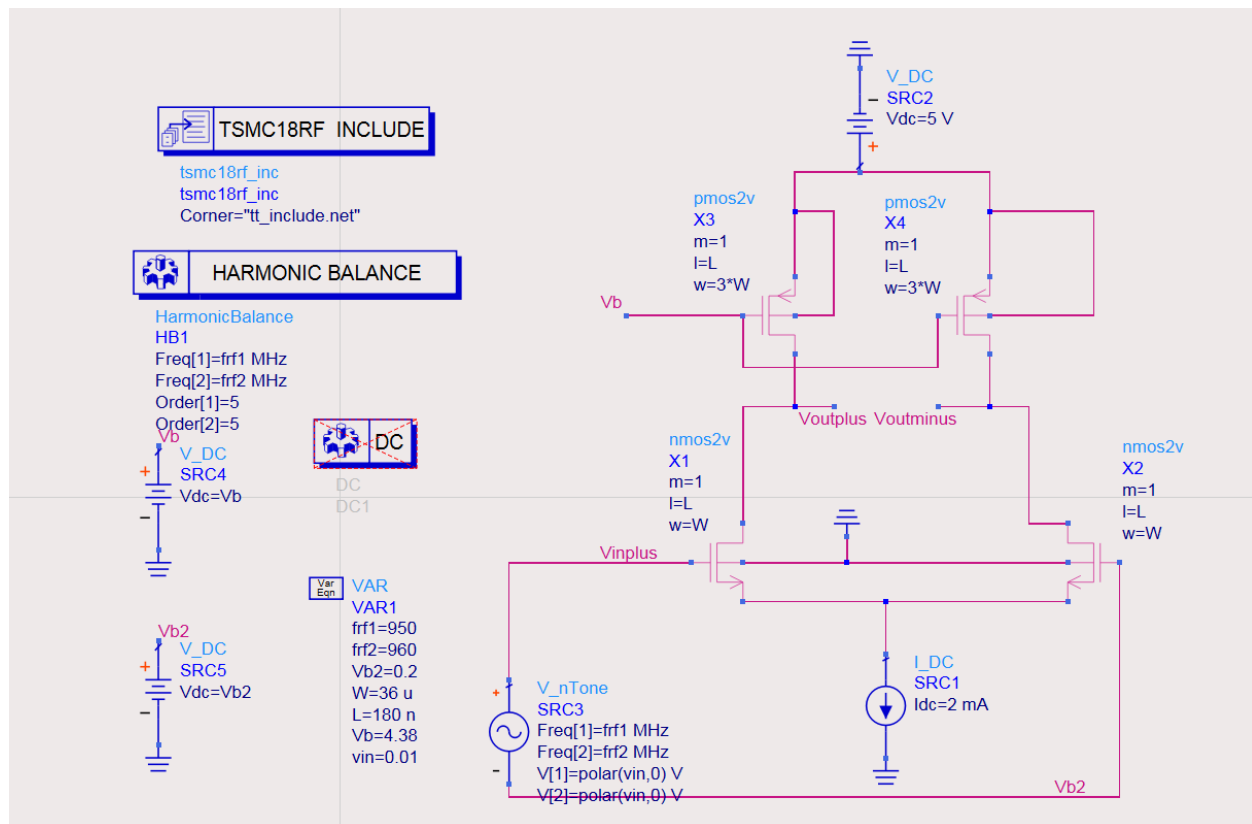 TSMC18RF INCLUDE
tsmc18rf_inc
tsmc18rf_inc
Corner="tt_include.net"
HARMONIC BALANCE
HarmonicBalance
HB1
Freq[1]=frf1 MHz
Freq[2]=frf2 MHz
Order[1]=5
Order[2]=5
Vb
+
V_DC
SRC4
Vdc=Vb
-
DC
DC
DC1
Vb2
+
V_DC
SRC5
Vdc=Vb2
-
Var
Eqn
VAR
VAR1
frf1=950
frf2=960
Vb2=0.2
W=36 u
L=180 n
Vb=4.38
vin=0.01
V_DC
SRC2
Vdc=5 V
-
+
pmos2v
X3
m=1
l=L
w=3*W
pmos2v
X4
m=1
l=L
w=3*W
Vb
Voutplus
Voutminus
nmos2v
X1
m=1
l=L
w=W
nmos2v
X2
m=1
l=L
w=W
Vinplus
+
V_nTone
SRC3
Freq[1]=frf1 MHz
Freq[2]=frf2 MHz
V[1]=polar(vin,0) V
V[2]=polar(vin,0) V
-
I_DC
SRC1
Idc=2 mA
Vb2